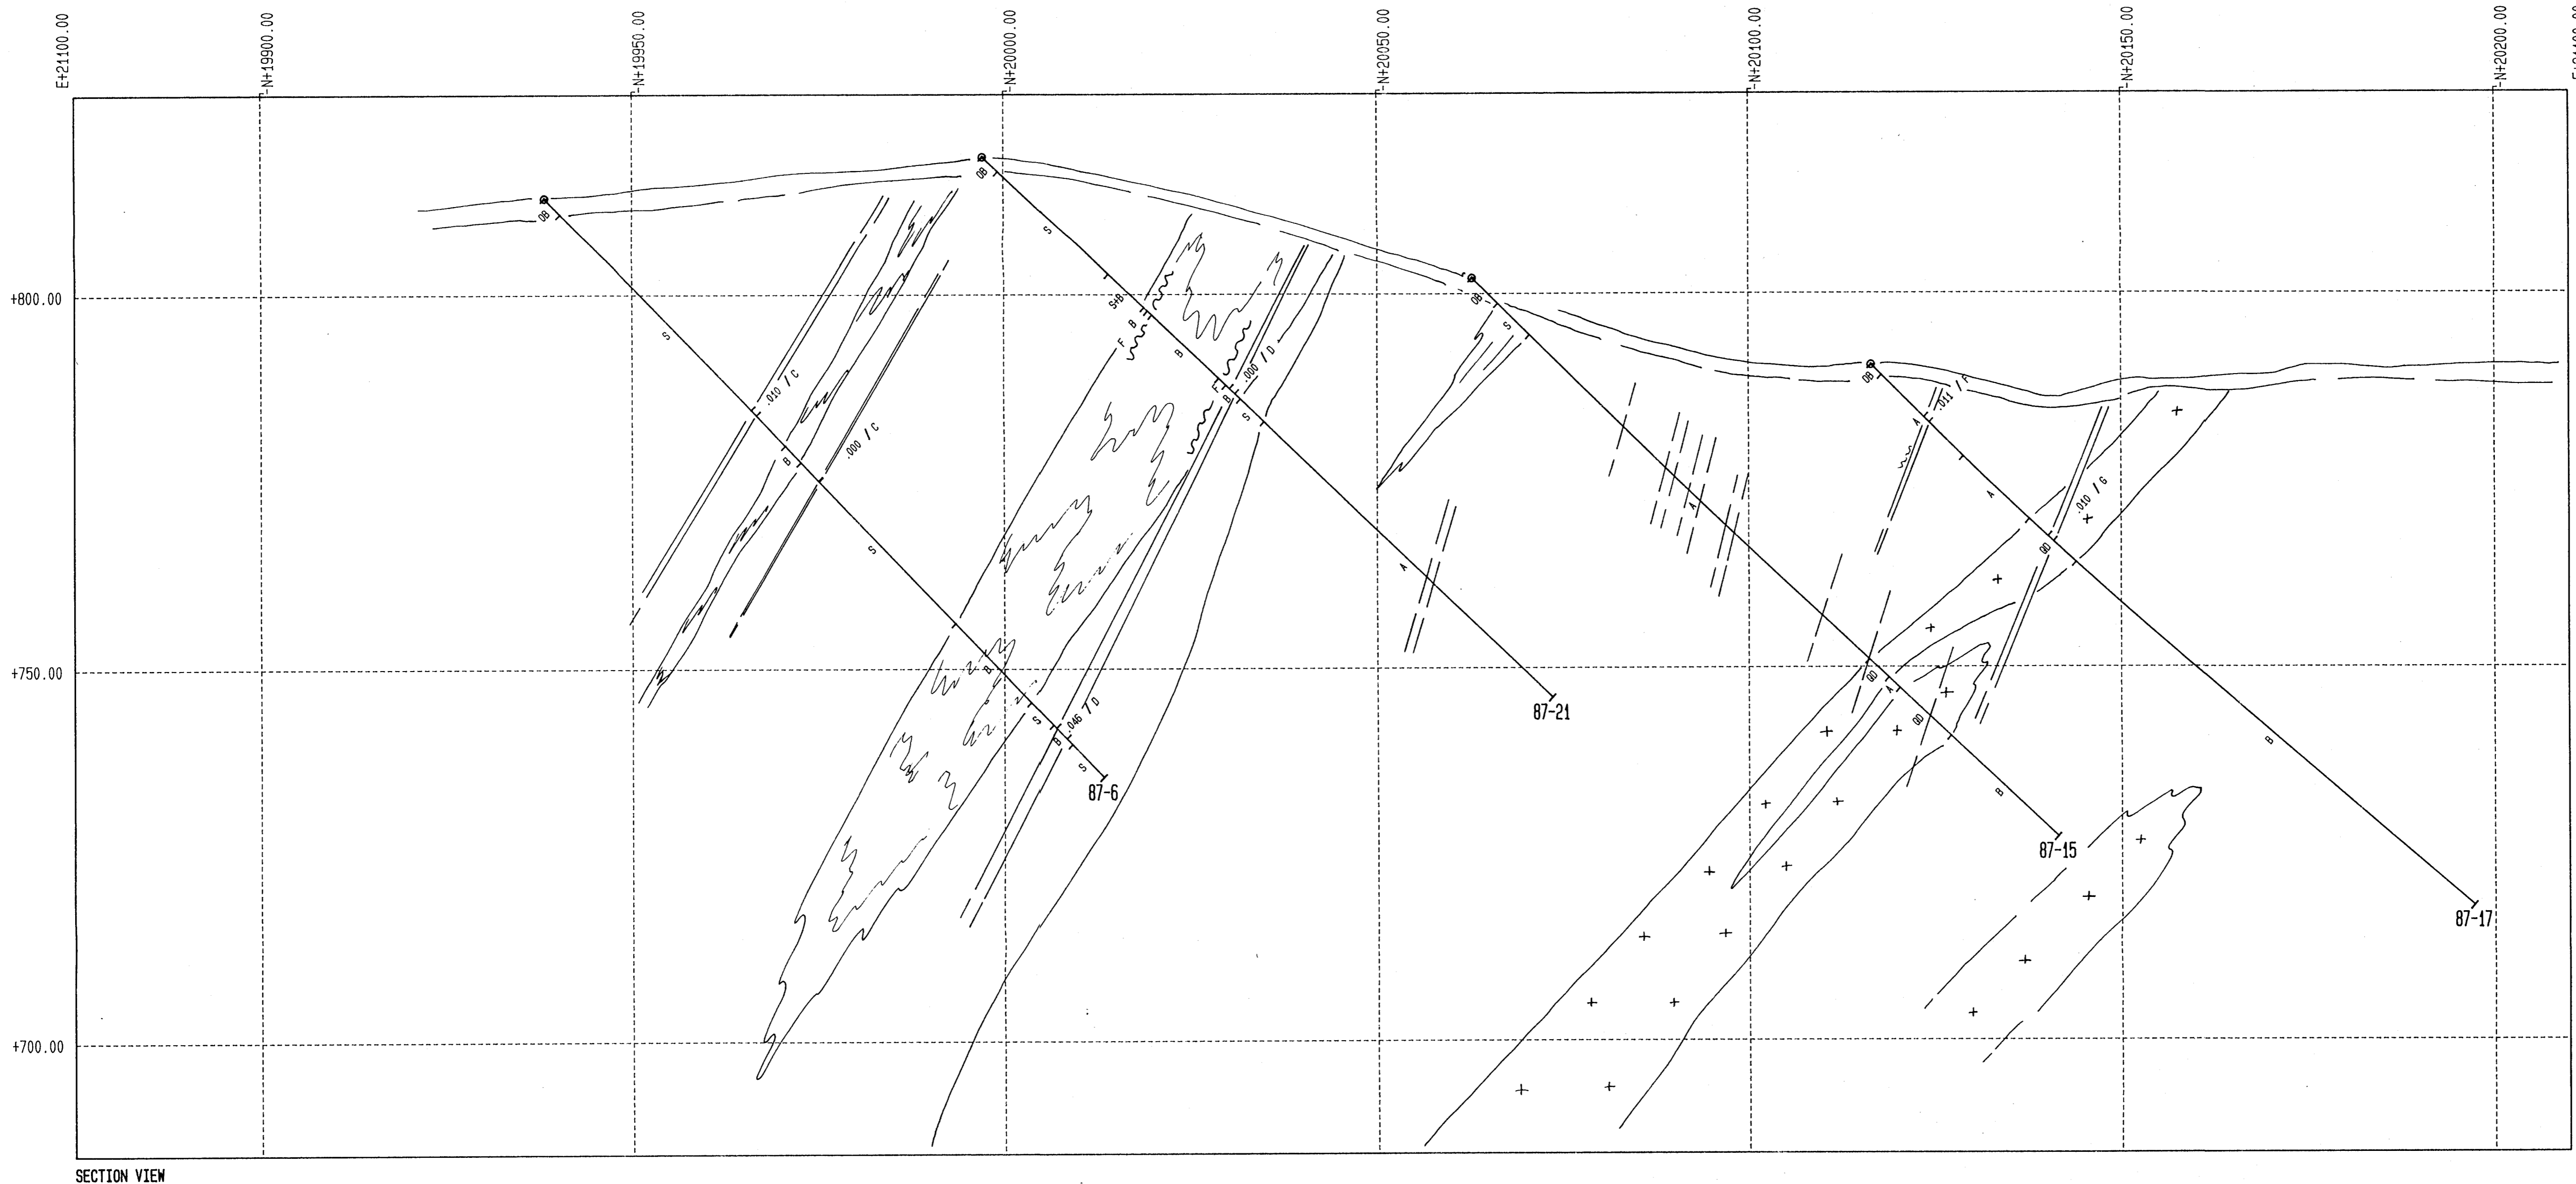 E+21100.00
N+19900.00
N+19950.00
N+20000.00
N+20050.00
N+20100.00
N+20150.00
N+20200.00
+800.00
+750.00
+700.00
OB
S
.010 / C
B
.000 / C
S
B
S
.046 / D
B
S
87-6
OB
S
S+B
B
F
B
F
.000 / D
B
S
A
87-21
OB
S
A
QD
A
QD
B
87-15
OB
.011 / F
A
A
.010 / G
QD
B
87-17
SECTION VIEW